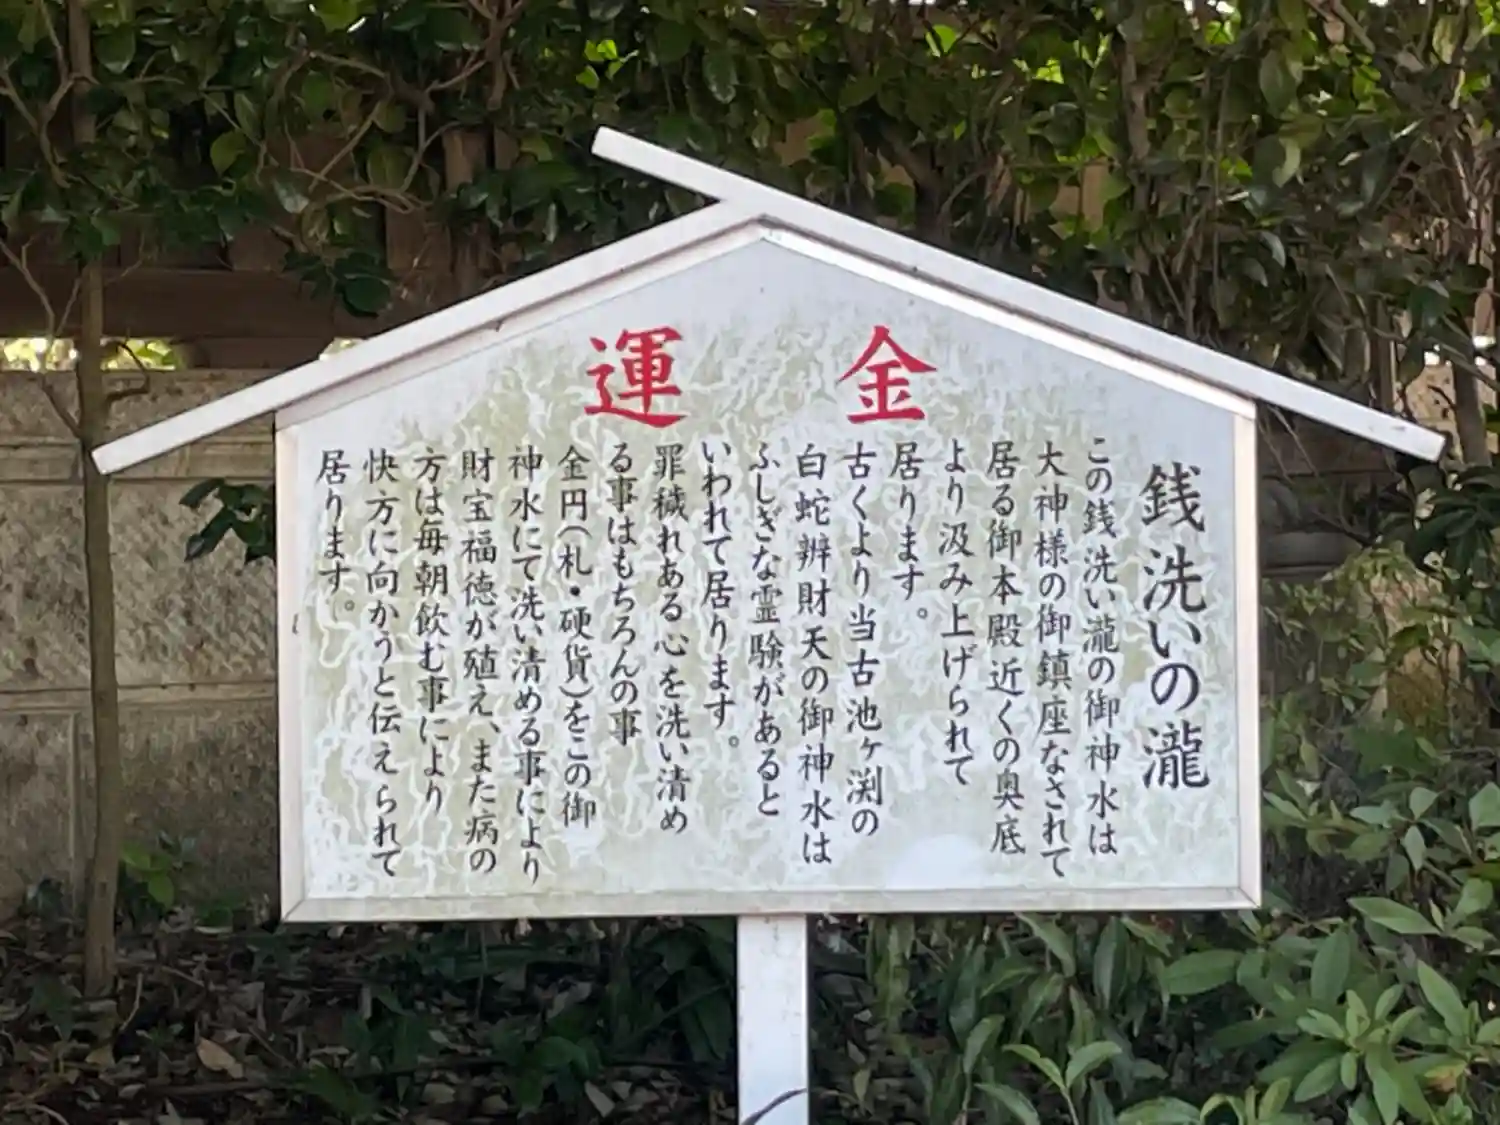 金運
銭洗いの瀧
この銭洗い瀧の御神水は
大神様の御鎮座なされて
居る御本殿近くの奥底
より汲み上げられて
居ります。
古くより当古池ヶ渕の
白蛇辨財天の御神水は
ふしぎな霊験があると
いわれて居ります。
罪穢れある心を洗い清め
る事はもちろんの事
金円(札・硬貨)をこの御
神水にて洗い清める事により
財宝福徳が殖え、また病の
方は毎朝飲む事により
快方に向かうと伝えられて
居ります。